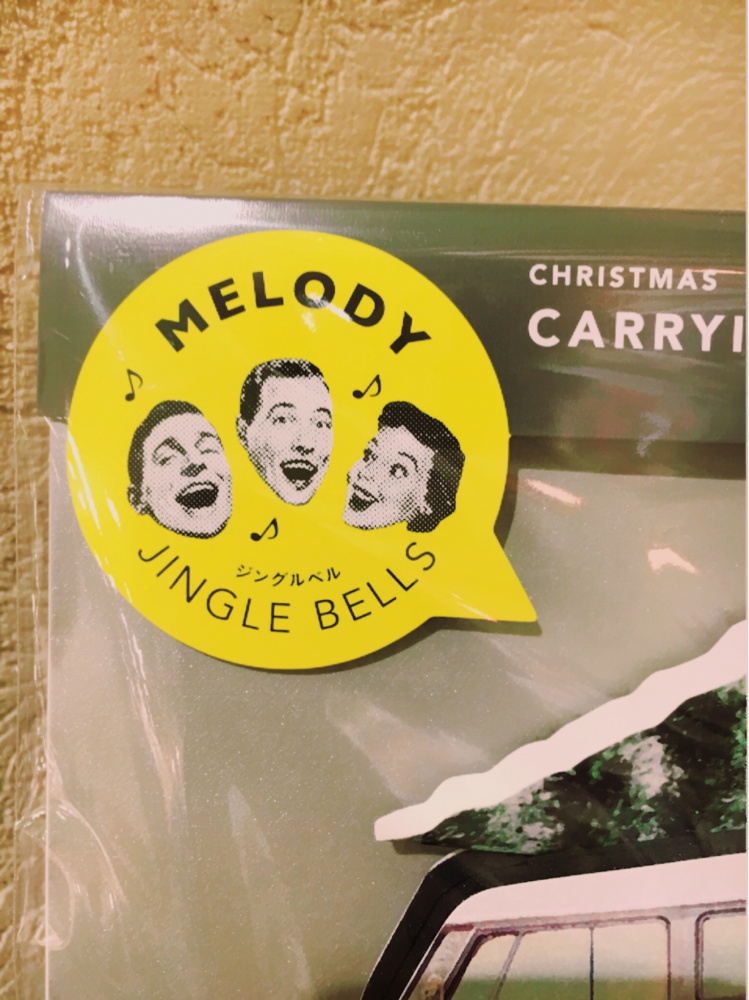 MELODY
ジングルベル
JINGLE BELLS
CHRISTMAS
CARRYI